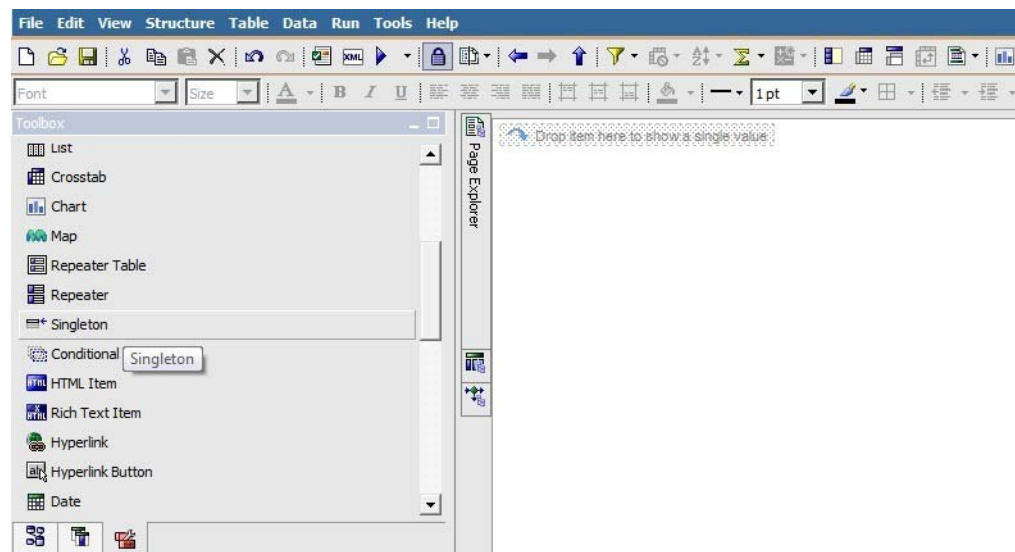 File Edit View Structure Table Data Run Tools Help
XML
Font Size A B I U 1 pt
Toolbox
List
Crosstab
Chart
Map
Repeater Table
Repeater
Singleton
Conditional
Singleton
HTML Item
Rich Text Item
Hyperlink
Hyperlink Button
Date
Page Explorer
Drop item here to show a single value